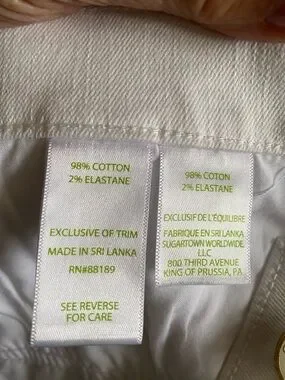 98% COTTON
2% ELASTANE
EXCLUSIVE OF TRIM
MADE IN SRI LANKA
RN#88189
SEE REVERSE
FOR CARE
98% COTON
2% ELASTANE
EXCLUSIF DE L'ÉQUILIBRE
FABRIQUE EN SRI LANKA
SUGARTOWN WORLDWIDE,
LLC
800 THIRD AVENUE
KING OF PRUSSIA, PA